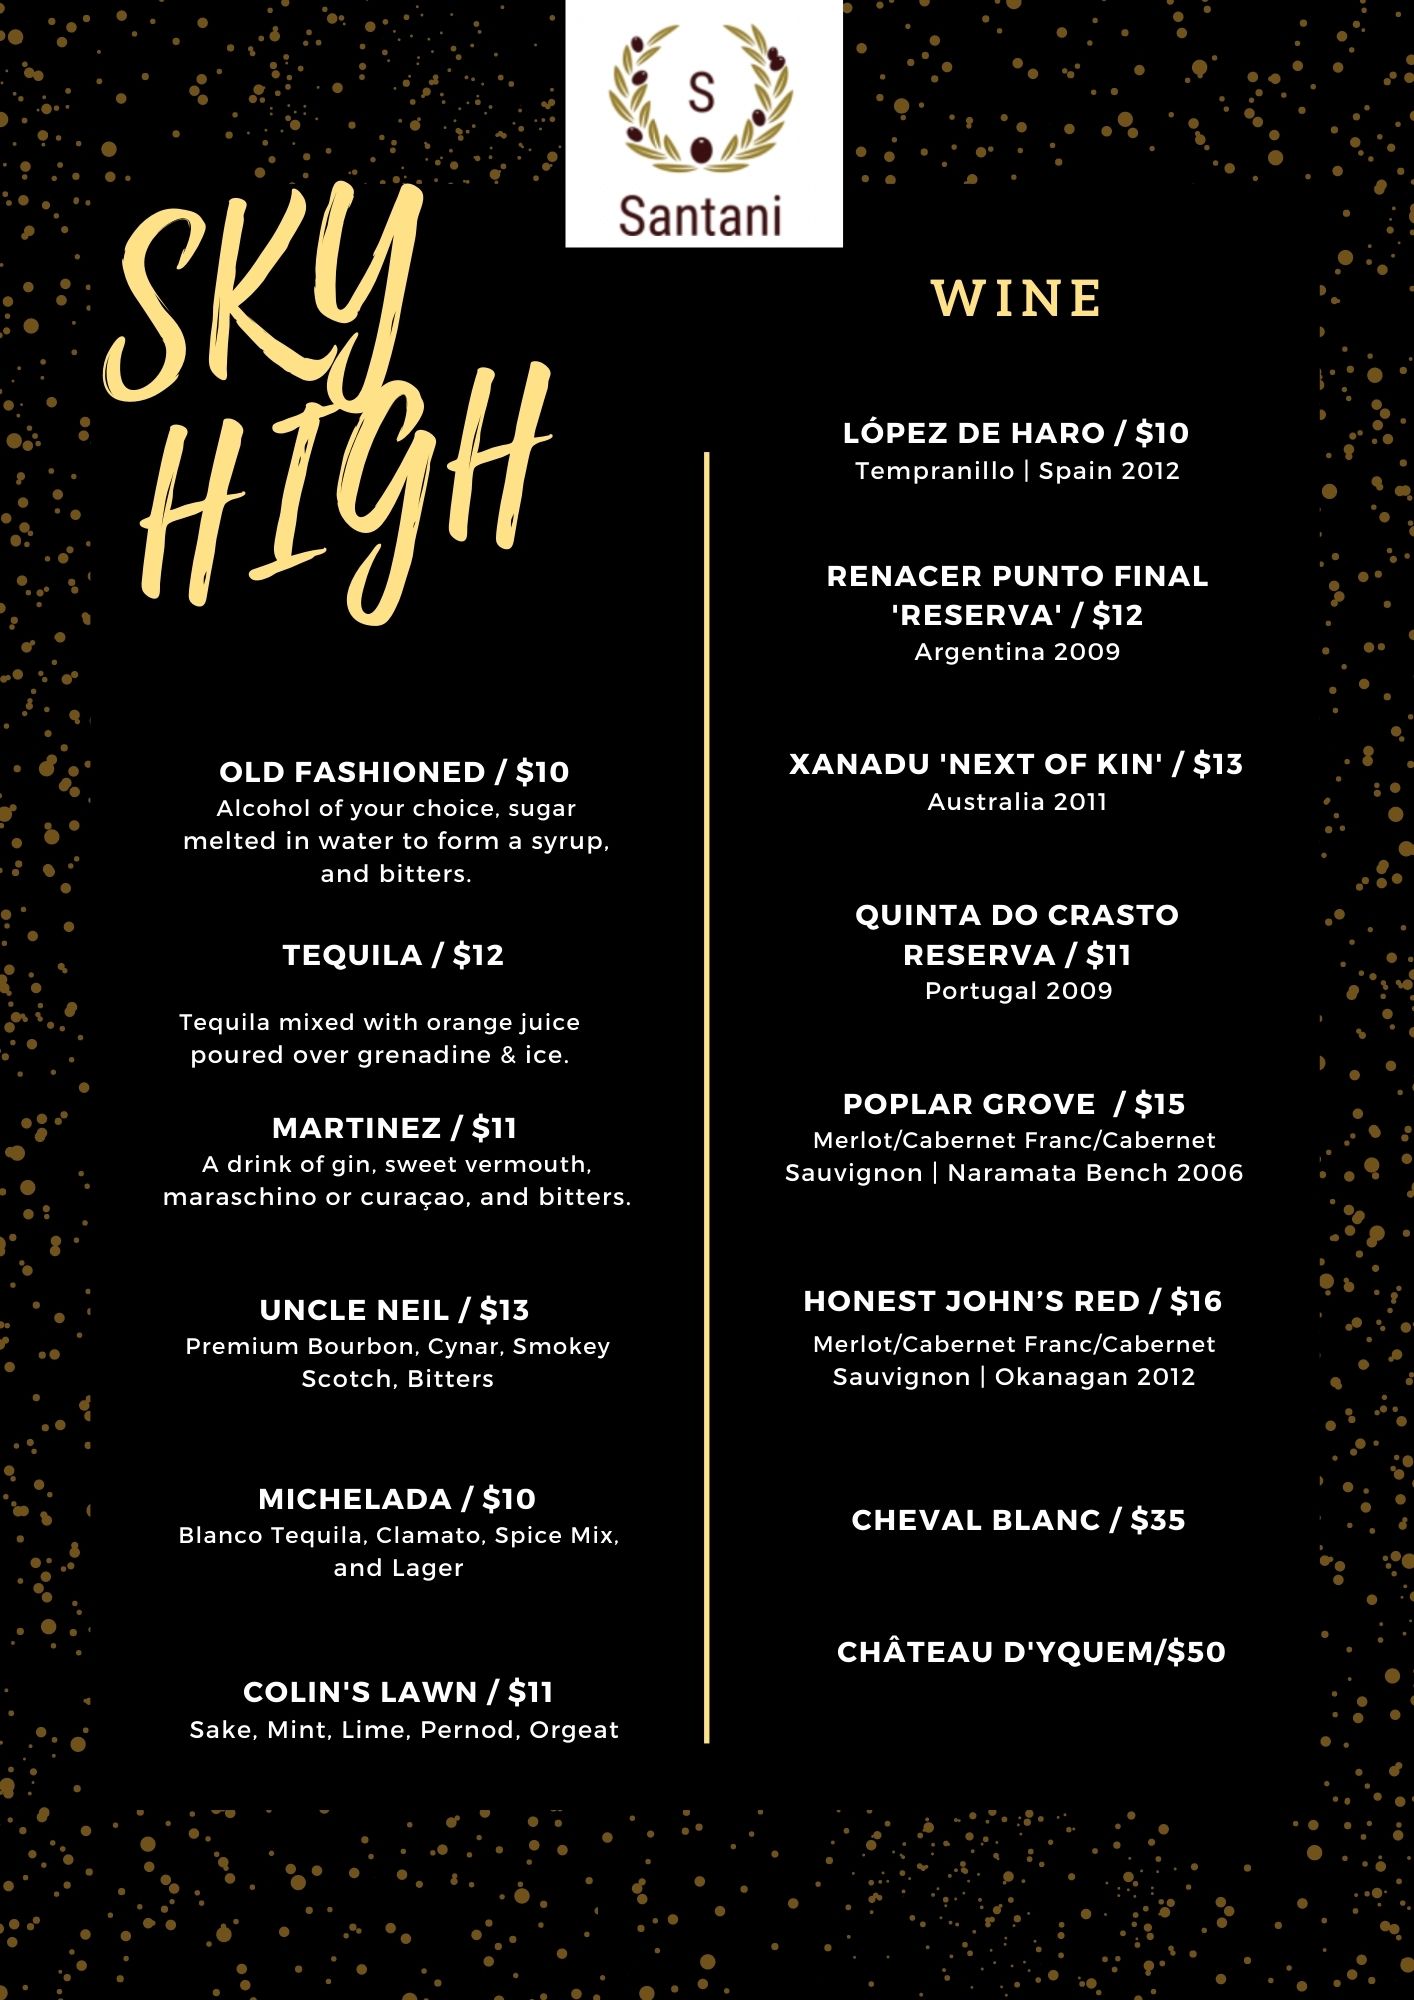 S
Santani
SKY
HIGH
OLD FASHIONED / $10
Alcohol of your choice, sugar
melted in water to form a syrup,
and bitters.
TEQUILA / $12
Tequila mixed with orange juice
poured over grenadine & ice.
MARTINEZ / $11
A drink of gin, sweet vermouth,
maraschino or curaçao, and bitters.
UNCLE NEIL / $13
Premium Bourbon, Cynar, Smokey
Scotch, Bitters
MICHELADA / $10
Blanco Tequila, Clamato, Spice Mix,
and Lager
COLIN'S LAWN / $11
Sake, Mint, Lime, Pernod, Orgeat
WINE
LÓPEZ DE HARO / $10
Tempranillo | Spain 2012
RENACER PUNTO FINAL
'RESERVA' / $12
Argentina 2009
XANADU 'NEXT OF KIN' / $13
Australia 2011
QUINTA DO CRASTO
RESERVA / $11
Portugal 2009
POPLAR GROVE / $15
Merlot/Cabernet Franc/Cabernet
Sauvignon | Naramata Bench 2006
HONEST JOHN’S RED / $16
Merlot/Cabernet Franc/Cabernet
Sauvignon | Okanagan 2012
CHEVAL BLANC / $35
CHÂTEAU D'YQUEM/$50